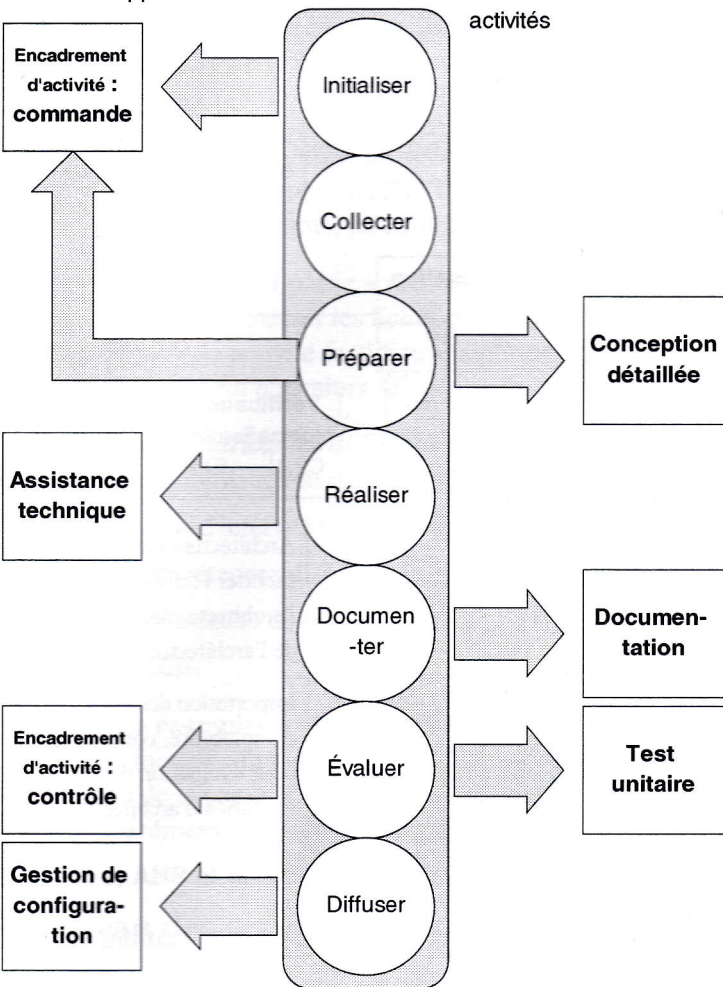 activités
Encadrement
d'activité :
commande
Initialiser
Collecter
Préparer
Conception
détaillée
Assistance
technique
Réaliser
Documen
-ter
Documen-
tation
Encadrement
d'activité :
contrôle
Évaluer
Test
unitaire
Gestion de
configura-
tion
Diffuser